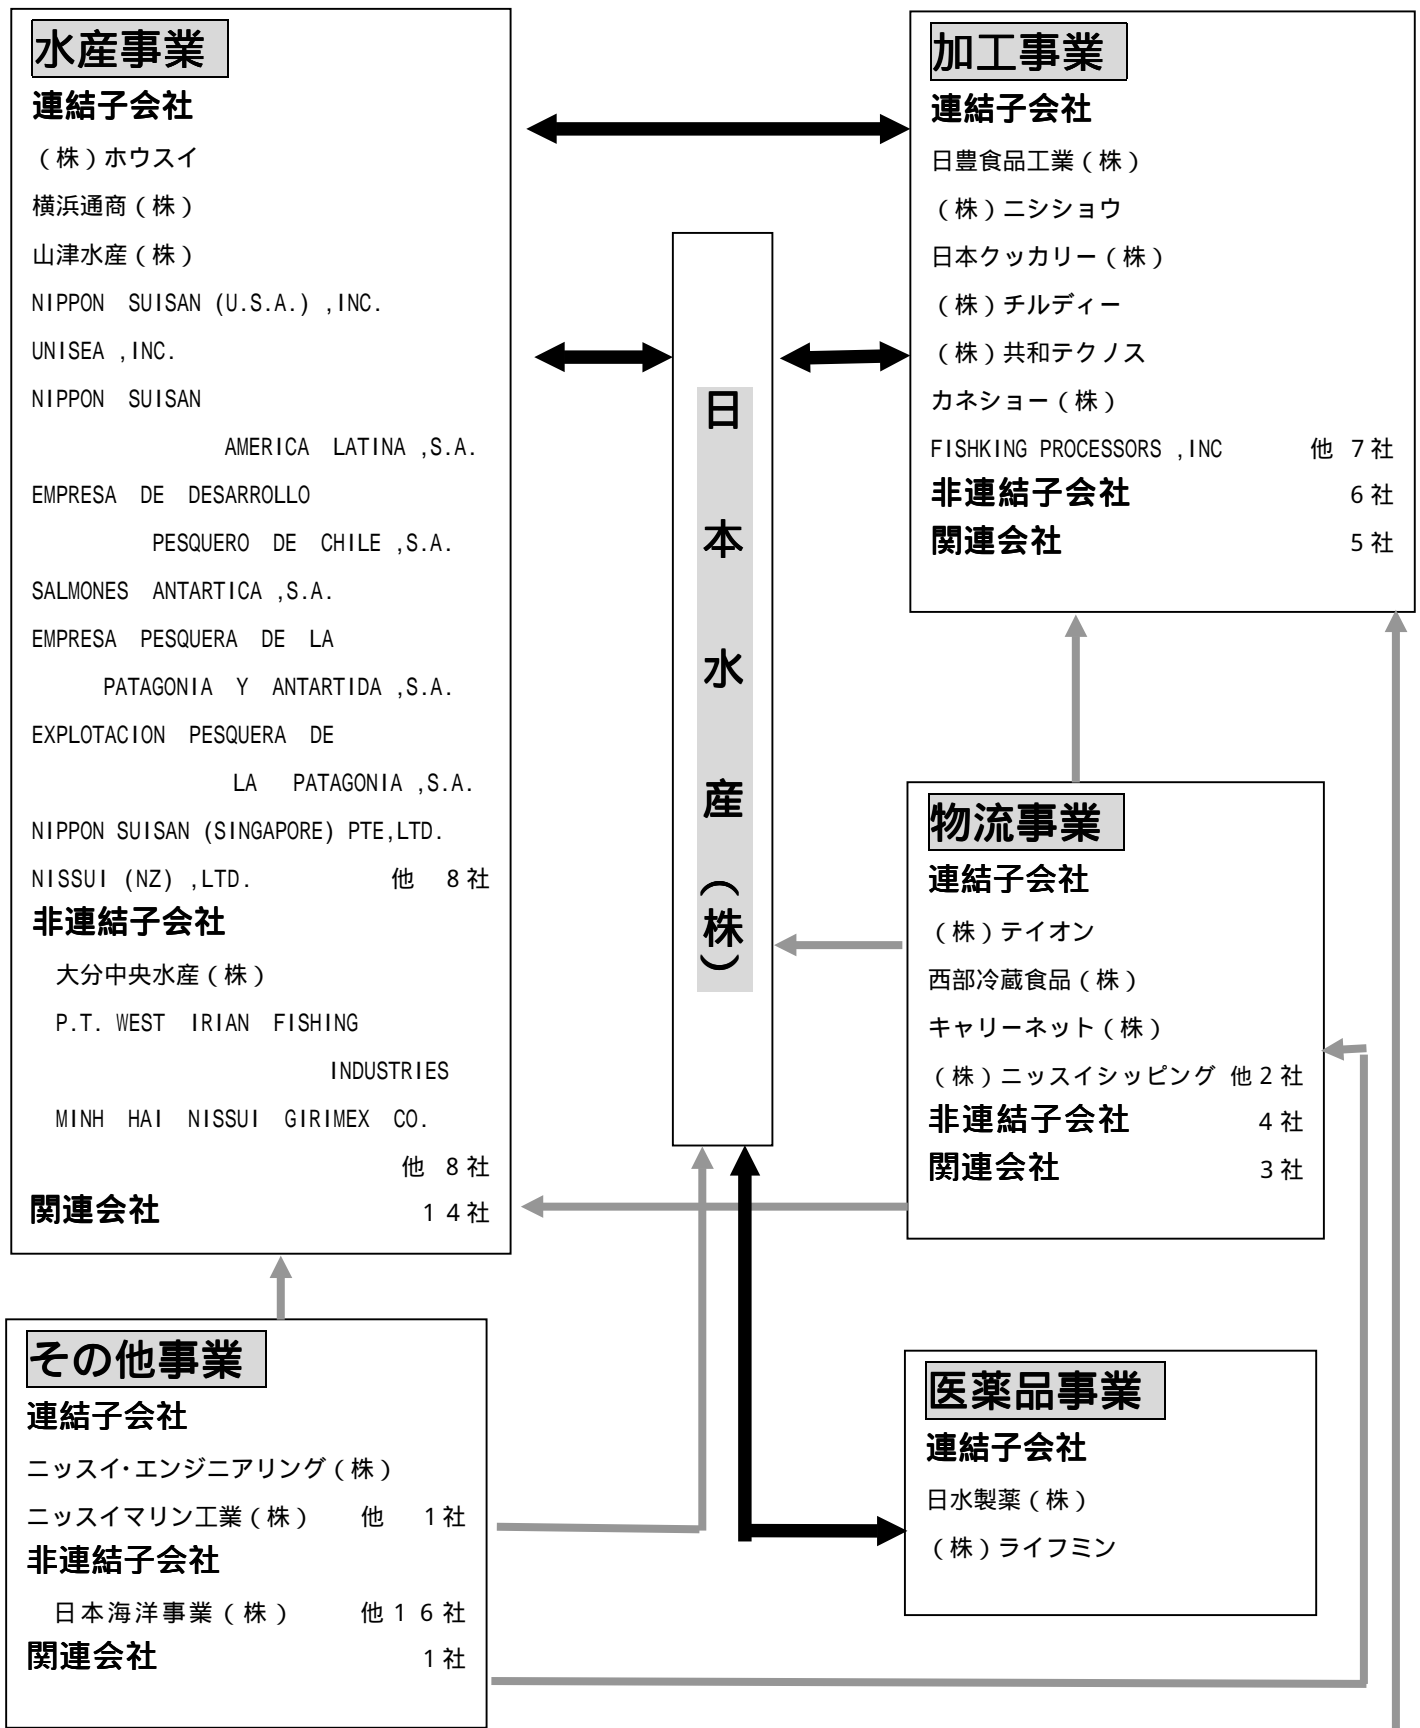 水産事業
連結子会社
（株）ホウスイ
横浜通商（株）
山津水産（株）
NIPPON SUISAN (U.S.A.) ,INC.
UNISEA ,INC.
NIPPON SUISAN
AMERICA LATINA ,S.A.
EMPRESA DE DESARROLLO
PESQUERO DE CHILE ,S.A.
SALMONES ANTARTICA ,S.A.
EMPRESA PESQUERA DE LA
PATAGONIA Y ANTARTIDA ,S.A.
EXPLOTACION PESQUERA DE
LA PATAGONIA ,S.A.
NIPPON SUISAN (SINGAPORE) PTE,LTD.
NISSUI (NZ) ,LTD. 他 8社
非連結子会社
大分中央水産（株）
P.T. WEST IRIAN FISHING
INDUSTRIES
MINH HAI NISSUI GIRIMEX CO.
他 8社
関連会社 14社
日本水産（株）
加工事業
連結子会社
日豊食品工業（株）
（株）ニシショウ
日本クッカリー（株）
（株）チルディー
（株）共和テクノス
カネショー（株）
FISHKING PROCESSORS ,INC 他 7社
非連結子会社 6社
関連会社 5社
物流事業
連結子会社
（株）テイオン
西部冷蔵食品（株）
キャリーネット（株）
（株）ニッスイシッピング 他2社
非連結子会社 4社
関連会社 3社
その他事業
連結子会社
ニッスイ・エンジニアリング（株）
ニッスイマリン工業（株） 他 1社
非連結子会社
日本海洋事業（株） 他16社
関連会社 1社
医薬品事業
連結子会社
日水製薬（株）
（株）ライフミン